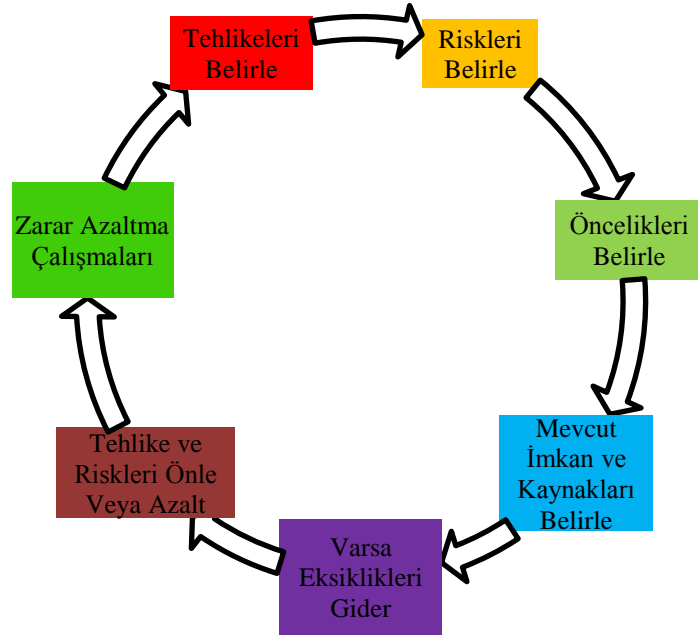 Tehlikeleri
Belirle
Riskleri
Belirle
Öncelikleri
Belirle
Mevcut
İmkan ve
Kaynakları
Belirle
Varsa
Eksiklikleri
Gider
Tehlike ve
Riskleri Önle
Veya Azalt
Zarar Azaltma
Çalışmaları